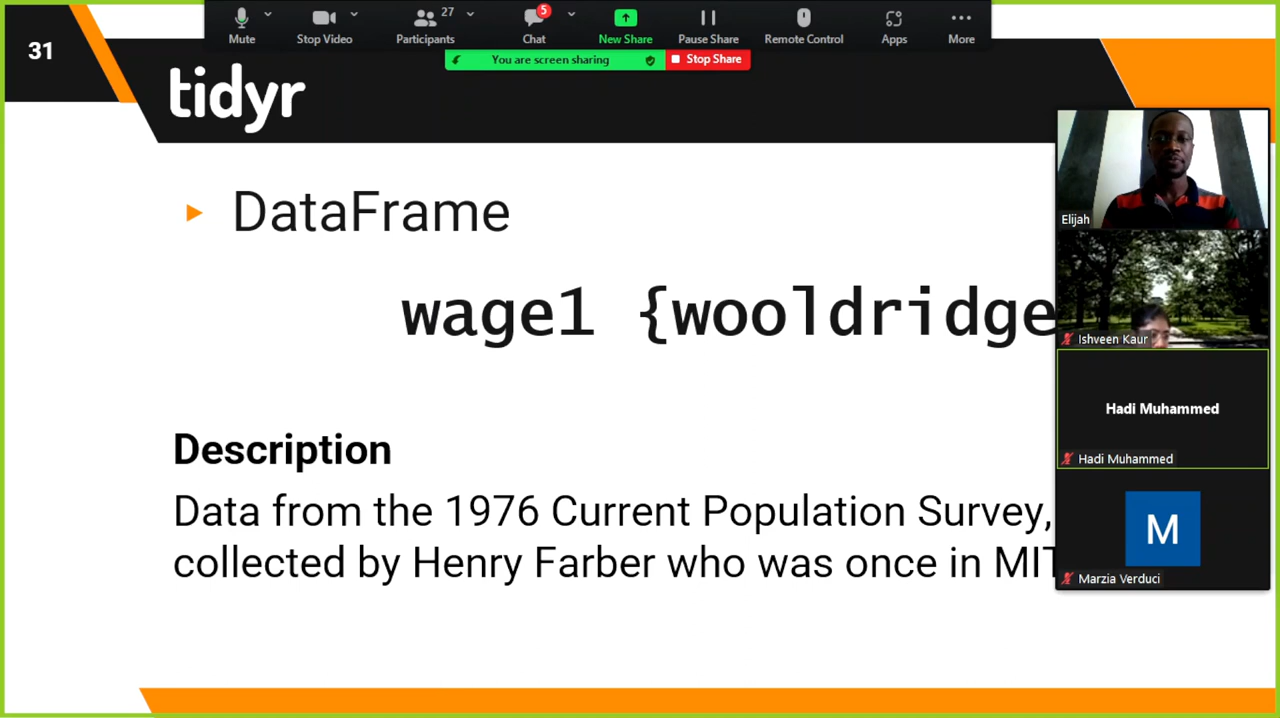 31
Mute
Stop Video
27
Participants
5
Chat
New Share
Pause Share
Remote Control
Apps
More
You are screen sharing
Stop Share
tidyr
DataFrame
wage1 {wooldridge
Description
Data from the 1976 Current Population Survey,
collected by Henry Farber who was once in MIT
Elijah
Ishveen Kaur
Hadi Muhammed
Hadi Muhammed
M
Marzia Verduci